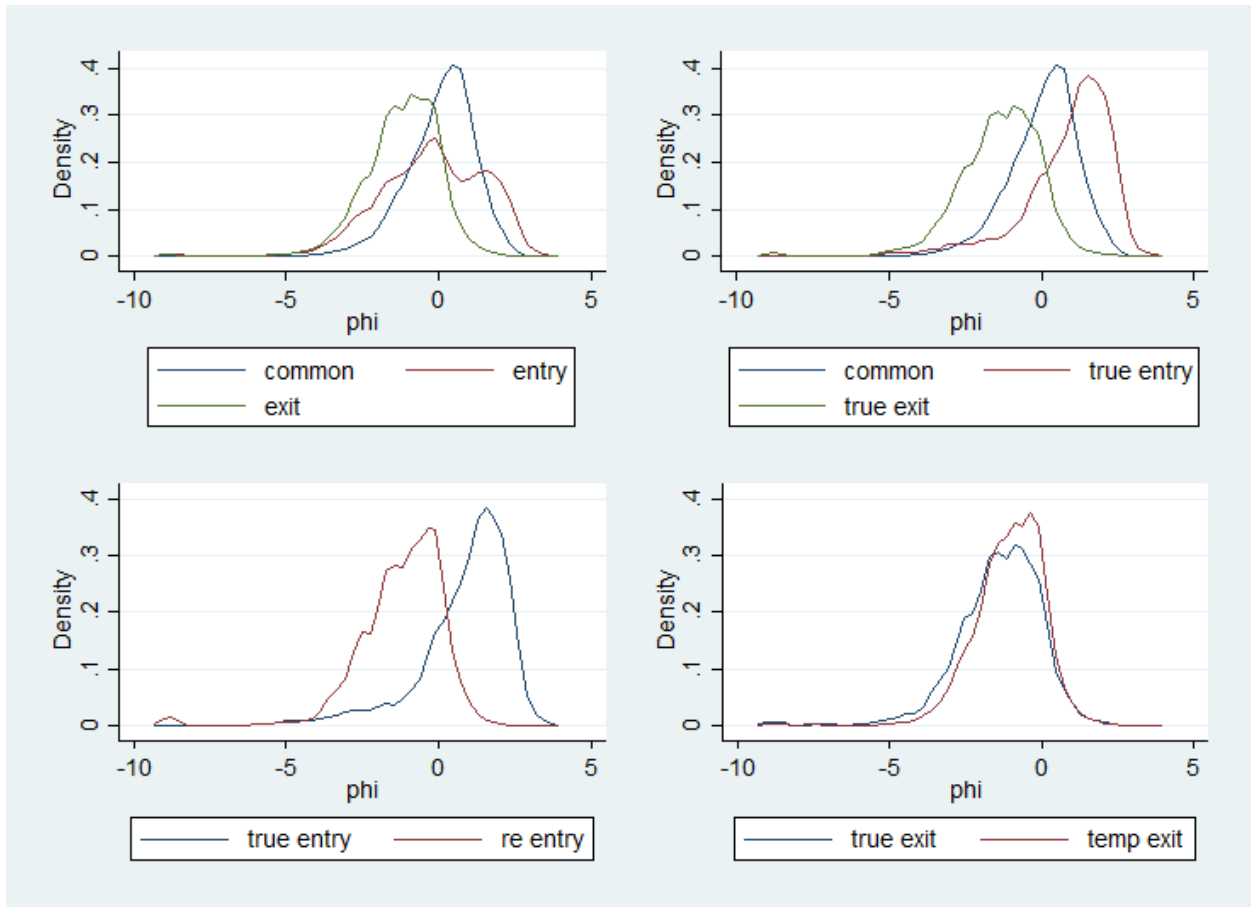 Density
0 .1 .2 .3 .4
-10 -5 0 5
phi
common entry
exit
Density
0 .1 .2 .3 .4
-10 -5 0 5
phi
common true entry
true exit
Density
0 .1 .2 .3 .4
-10 -5 0 5
phi
true entry re entry
Density
0 .1 .2 .3 .4
-10 -5 0 5
phi
true exit temp exit